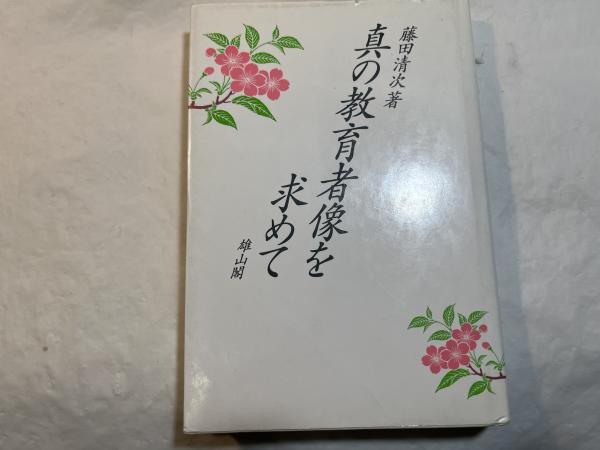 藤田清次著
真の教育者像を
求めて
雄山閣